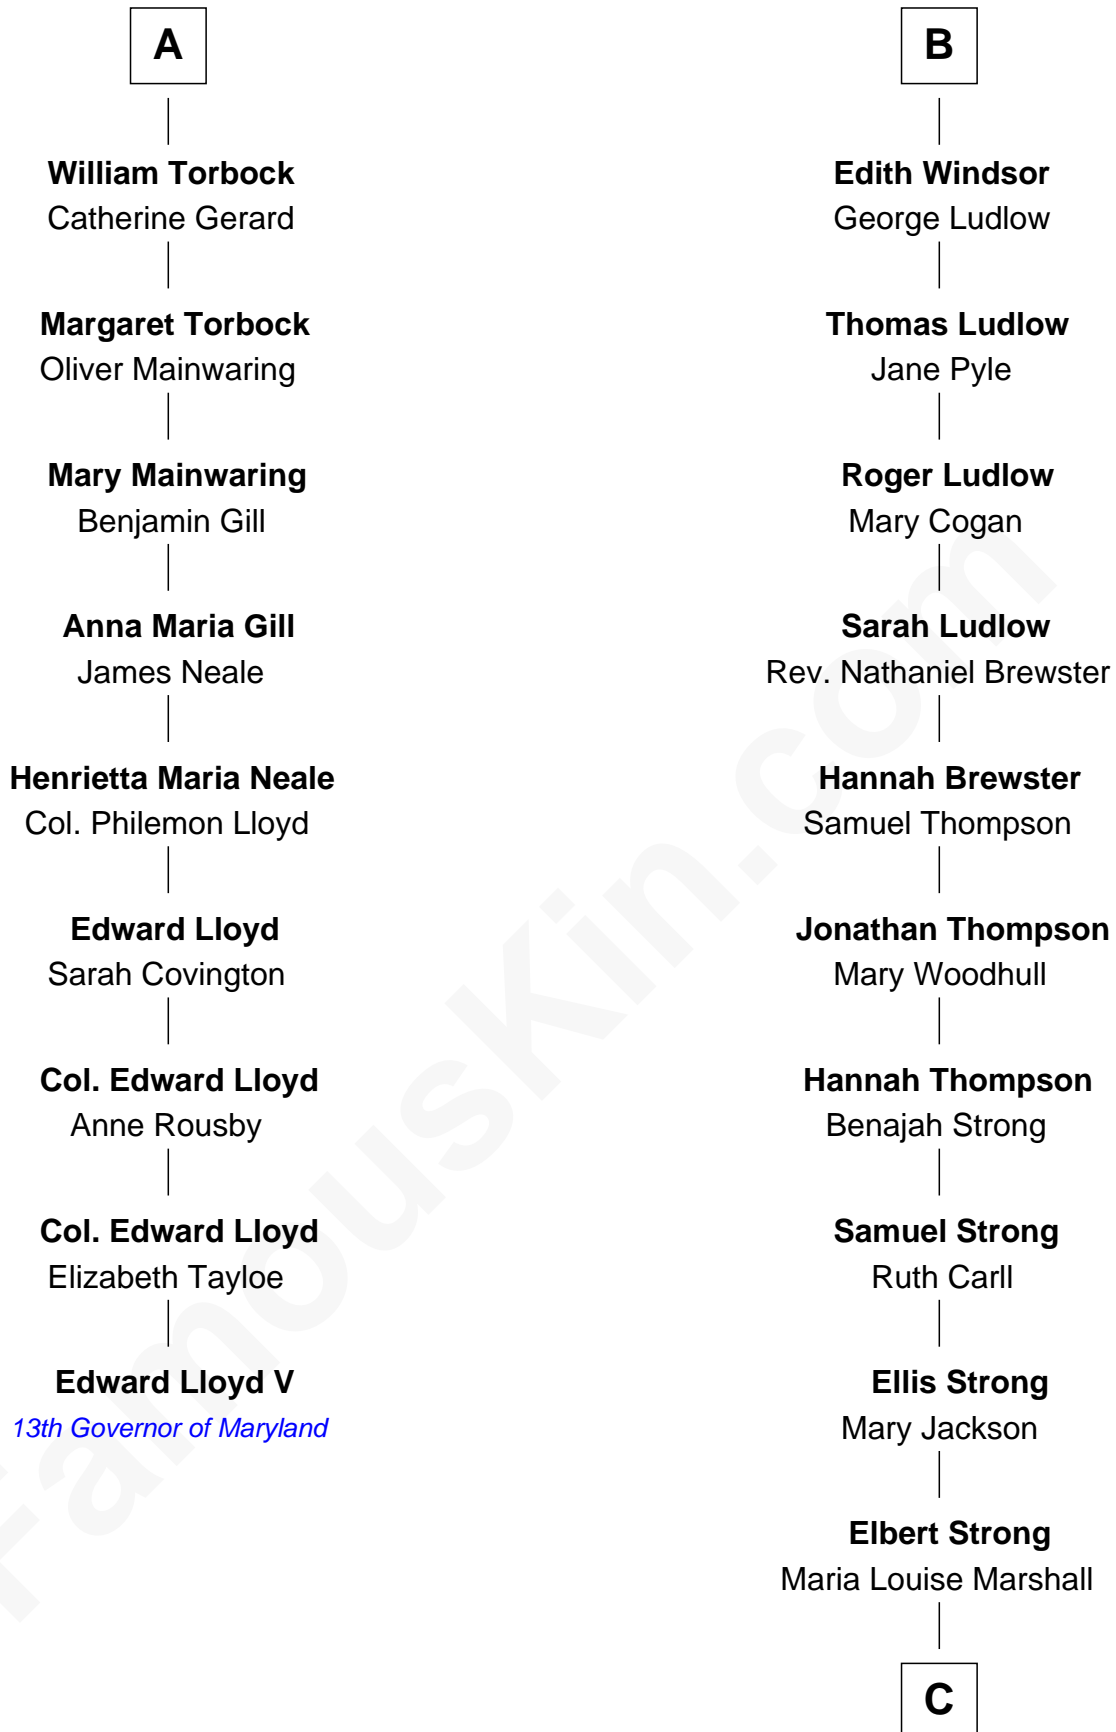 A
William Torbock
Catherine Gerard
Margaret Torbock
Oliver Mainwaring
Mary Mainwaring
Benjamin Gill
Anna Maria Gill
James Neale
Henrietta Maria Neale
Col. Philemon Lloyd
Edward Lloyd
Sarah Covington
Col. Edward Lloyd
Anne Rousby
Col. Edward Lloyd
Elizabeth Tayloe
Edward Lloyd V
13th Governor of Maryland
B
Edith Windsor
George Ludlow
Thomas Ludlow
Jane Pyle
Roger Ludlow
Mary Cogan
Sarah Ludlow
Rev. Nathaniel Brewster
Hannah Brewster
Samuel Thompson
Jonathan Thompson
Mary Woodhull
Hannah Thompson
Benajah Strong
Samuel Strong
Ruth Carll
Ellis Strong
Mary Jackson
Elbert Strong
Maria Louise Marshall
C
FamousKin.com